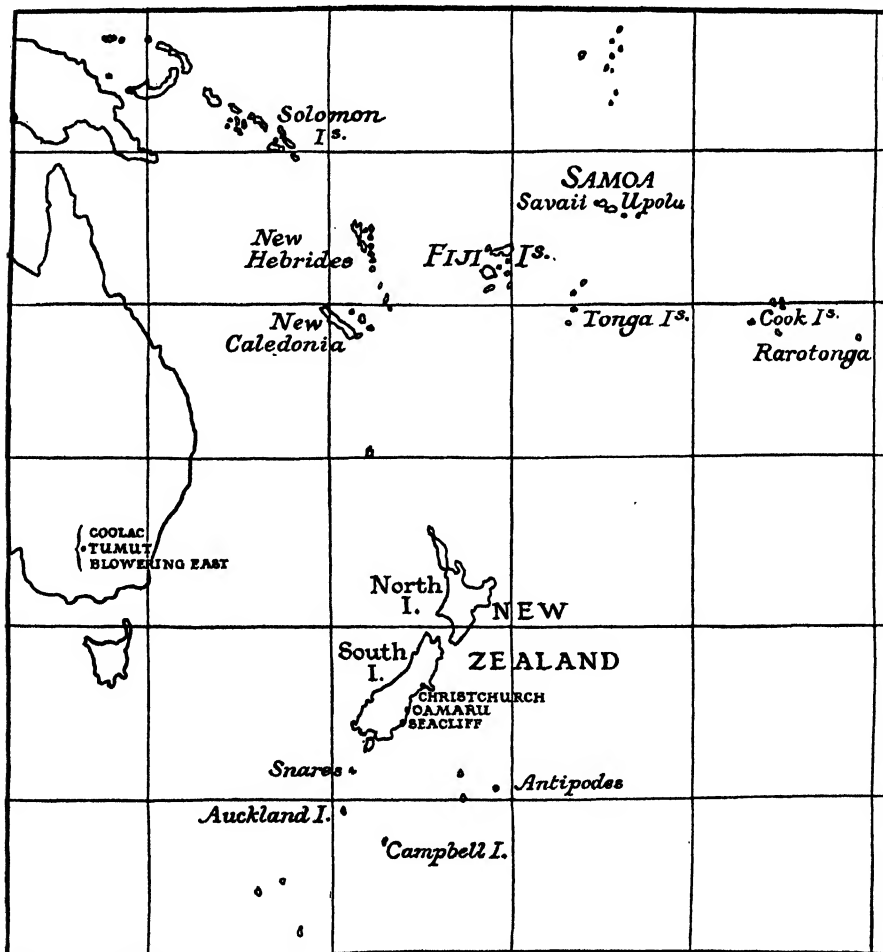 Solomon
Is.
SAMOA
Savaii Upolu
New
Hebrides
FIJI Is.
New
Caledonia
Tonga Is.
Cook Is.
Rarotonga
COOLAC
TUMUT
BLOWERING EAST
North
I.
NEW
ZEALAND
South
I.
CHRISTCHURCH
OAMARU
SEACLIFF
Snares
Antipodes
Auckland I.
Campbell I.